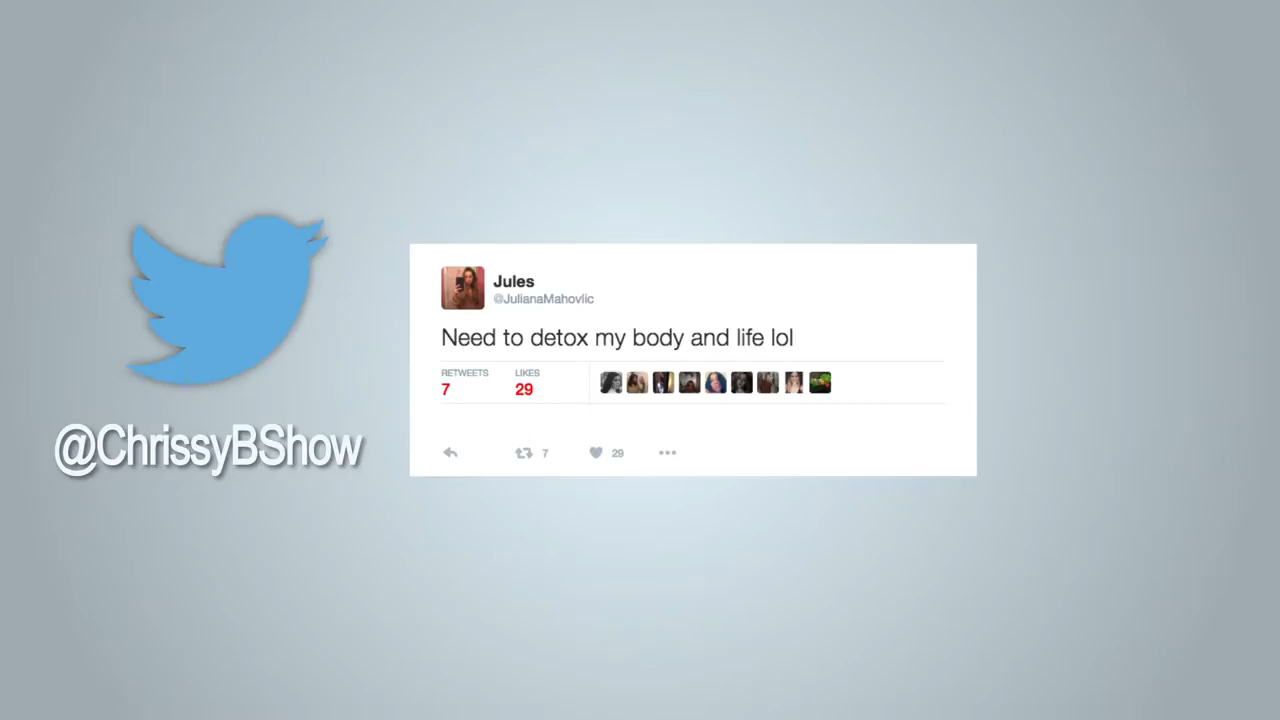 @ChrissyBShow
Jules
@JulianaMahovlic
Need to detox my body and life lol
RETWEETS LIKES
7 29
7 29